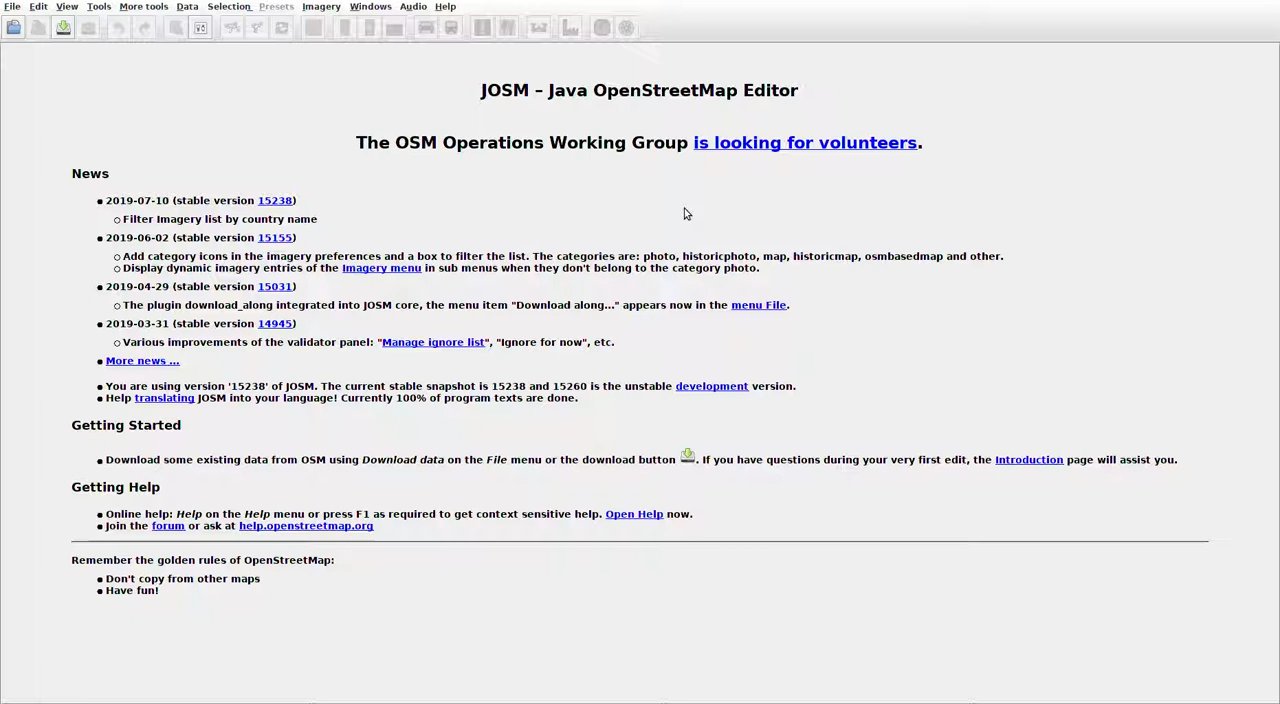 File Edit View Tools More tools Data Selection Presets Imagery Windows Audio Help
JOSM – Java OpenStreetMap Editor
The OSM Operations Working Group is looking for volunteers.
News
2019-07-10 (stable version 15238)
Filter Imagery list by country name
2019-06-02 (stable version 15155)
Add category icons in the imagery preferences and a box to filter the list. The categories are: photo, historicphoto, map, historicmap, osmbasedmap and other.
Display dynamic imagery entries of the Imagery menu in sub menus when they don't belong to the category photo.
2019-04-29 (stable version 15031)
The plugin download_along integrated into JOSM core, the menu item "Download along..." appears now in the menu File.
2019-03-31 (stable version 14945)
Various improvements of the validator panel: "Manage ignore list", "Ignore for now", etc.
More news ...
You are using version '15238' of JOSM. The current stable snapshot is 15238 and 15260 is the unstable development version.
Help translating JOSM into your language! Currently 100% of program texts are done.
Getting Started
Download some existing data from OSM using Download data on the File menu or the download button . If you have questions during your very first edit, the Introduction page will assist you.
Getting Help
Online help: Help on the Help menu or press F1 as required to get context sensitive help. Open Help now.
Join the forum or ask at help.openstreetmap.org
Remember the golden rules of OpenStreetMap:
Don't copy from other maps
Have fun!